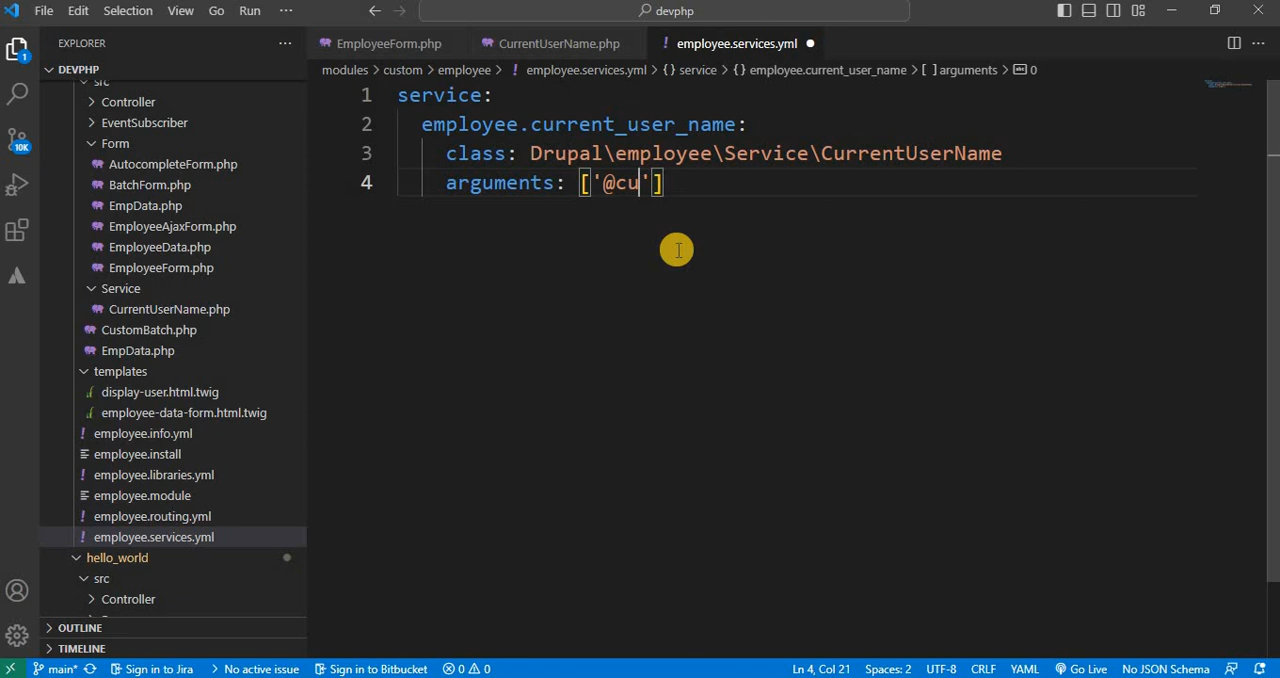 File Edit Selection View Go Run ··· devphp
EXPLORER ···
DEVPHP
src
Controller
EventSubscriber
Form
AutocompleteForm.php
BatchForm.php
EmpData.php
EmployeeAjaxForm.php
EmployeeData.php
EmployeeForm.php
Service
CurrentUserName.php
CustomBatch.php
EmpData.php
templates
display-user.html.twig
employee-data-form.html.twig
employee.info.yml
employee.install
employee.libraries.yml
employee.module
employee.routing.yml
employee.services.yml
hello_world
src
Controller
OUTLINE
TIMELINE
1
10K
EmployeeForm.php CurrentUserName.php ! employee.services.yml
modules > custom > employee > ! employee.services.yml > {} service > {} employee.current_user_name > [ ] arguments > abc 0
1 service:
2 employee.current_user_name:
3 class: Drupal\employee\Service\CurrentUserName
4 arguments: ['@cu']
main* Sign in to Jira No active issue Sign in to Bitbucket 0 0 Ln 4, Col 21 Spaces: 2 UTF-8 CRLF YAML Go Live No JSON Schema